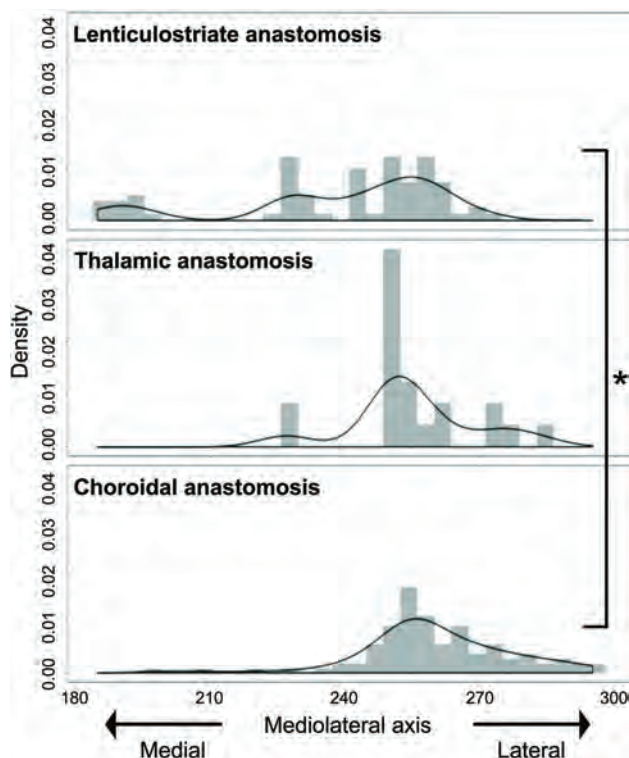 Lenticulostriate anastomosis
0.04
0.03
0.02
0.01
0.00
Thalamic anastomosis
0.04
0.03
0.02
0.01
0.00
Density
*
Choroidal anastomosis
0.04
0.03
0.02
0.01
0.00
180 210 240 270 300
Mediolateral axis
Medial Lateral